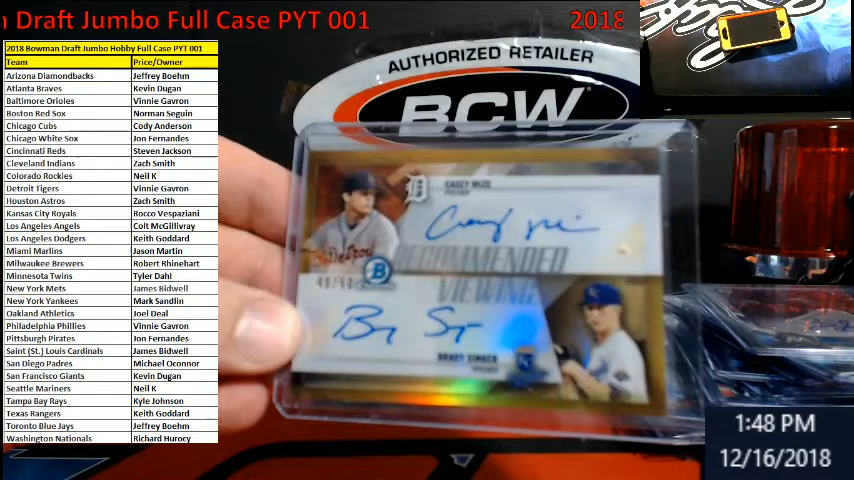 n Draft Jumbo Full Case PYT 001
2018
2018 Bowman Draft Jumbo Hobby Full Case PYT 001
Team Price/Owner
Arizona Diamondbacks Jeffrey Boehm
Atlanta Braves Kevin Dugan
Baltimore Orioles Vinnie Gavron
Boston Red Sox Norman Seguin
Chicago Cubs Cody Anderson
Chicago White Sox Jon Fernandes
Cincinnati Reds Steven Jackson
Cleveland Indians Zach Smith
Colorado Rockies Neil K
Detroit Tigers Vinnie Gavron
Houston Astros Zach Smith
Kansas City Royals Rocco Vespaziani
Los Angeles Angels Colt McGillivray
Los Angeles Dodgers Keith Goddard
Miami Marlins Jason Martin
Milwaukee Brewers Robert Rhinehart
Minnesota Twins Tyler Dahl
New York Mets James Bidwell
New York Yankees Mark Sandlin
Oakland Athletics Joel Deal
Philadelphia Phillies Vinnie Gavron
Pittsburgh Pirates Jon Fernandes
Saint (St.) Louis Cardinals James Bidwell
San Diego Padres Michael Oconnor
San Francisco Giants Kevin Dugan
Seattle Mariners Neil K
Tampa Bay Rays Kyle Johnson
Texas Rangers Keith Goddard
Toronto Blue Jays Jeffrey Boehm
Washington Nationals Richard Hurocy
AUTHORIZED RETAILER
BCW
CASEY MIZE
PITCHER
Detroit
RECOMMENDED
VIEWING
BRADY SINGER
PITCHER
1:48 PM
12/16/2018